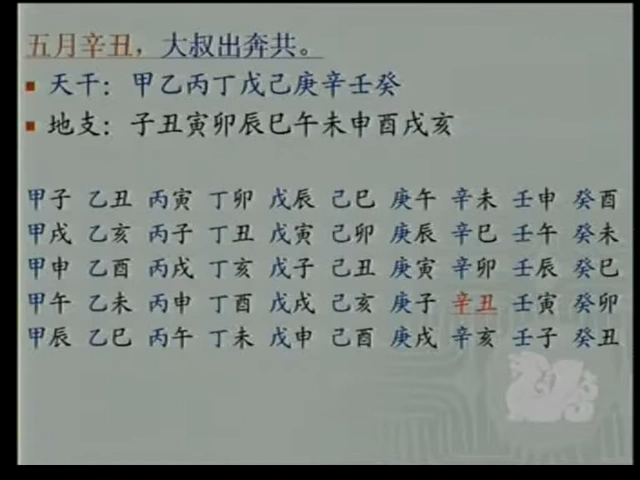 五月辛丑，大叔出奔共。
天干：甲乙丙丁戊己庚辛壬癸
地支：子丑寅卯辰巳午未申酉戌亥
甲子 乙丑 丙寅 丁卯 戊辰 己巳 庚午 辛未 壬申 癸酉
甲戌 乙亥 丙子 丁丑 戊寅 己卯 庚辰 辛巳 壬午 癸未
甲申 乙酉 丙戌 丁亥 戊子 己丑 庚寅 辛卯 壬辰 癸巳
甲午 乙未 丙申 丁酉 戊戌 己亥 庚子 辛丑 壬寅 癸卯
甲辰 乙巳 丙午 丁未 戊申 己酉 庚戌 辛亥 壬子 癸丑